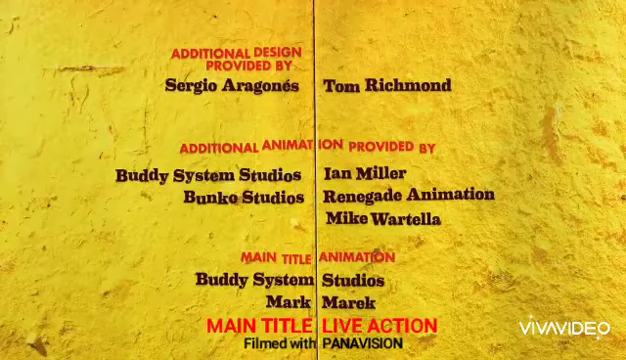 ADDITIONAL DESIGN
PROVIDED BY
Sergio Aragonés Tom Richmond
ADDITIONAL ANIMATION PROVIDED BY
Buddy System Studios Ian Miller
Bunko Studios Renegade Animation
Mike Wartella
MAIN TITLE ANIMATION
Buddy System Studios
Mark Marek
MAIN TITLE LIVE ACTION
Filmed with PANAVISION
VIVAVIDEO